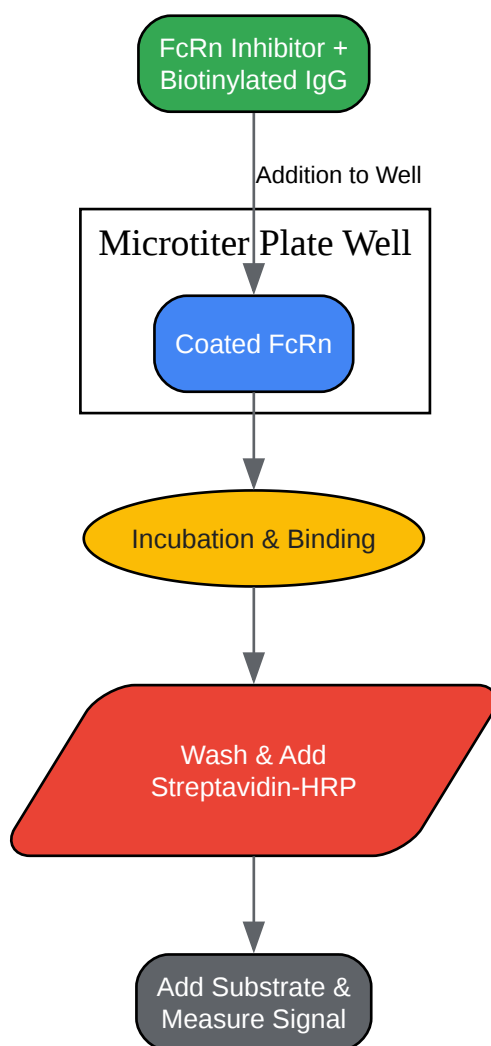 FcRn Inhibitor +
Biotinylated IgG
Addition to Well
Microtiter Plate Well
Coated FcRn
Incubation & Binding
Wash & Add
Streptavidin-HRP
Add Substrate &
Measure Signal